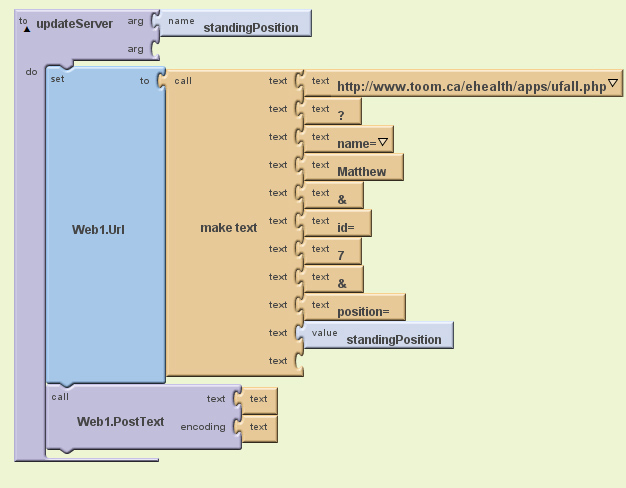 to updateServer arg name standingPosition
arg
do set to call text text http://www.toom.ca/ehealth/apps/ufall.php
text text ?
text text name=
text text Matthew
text text &
Web1.Url make text text text id=
text text 7
text text &
text text position=
text value standingPosition
text
call text text
Web1.PostText encoding text